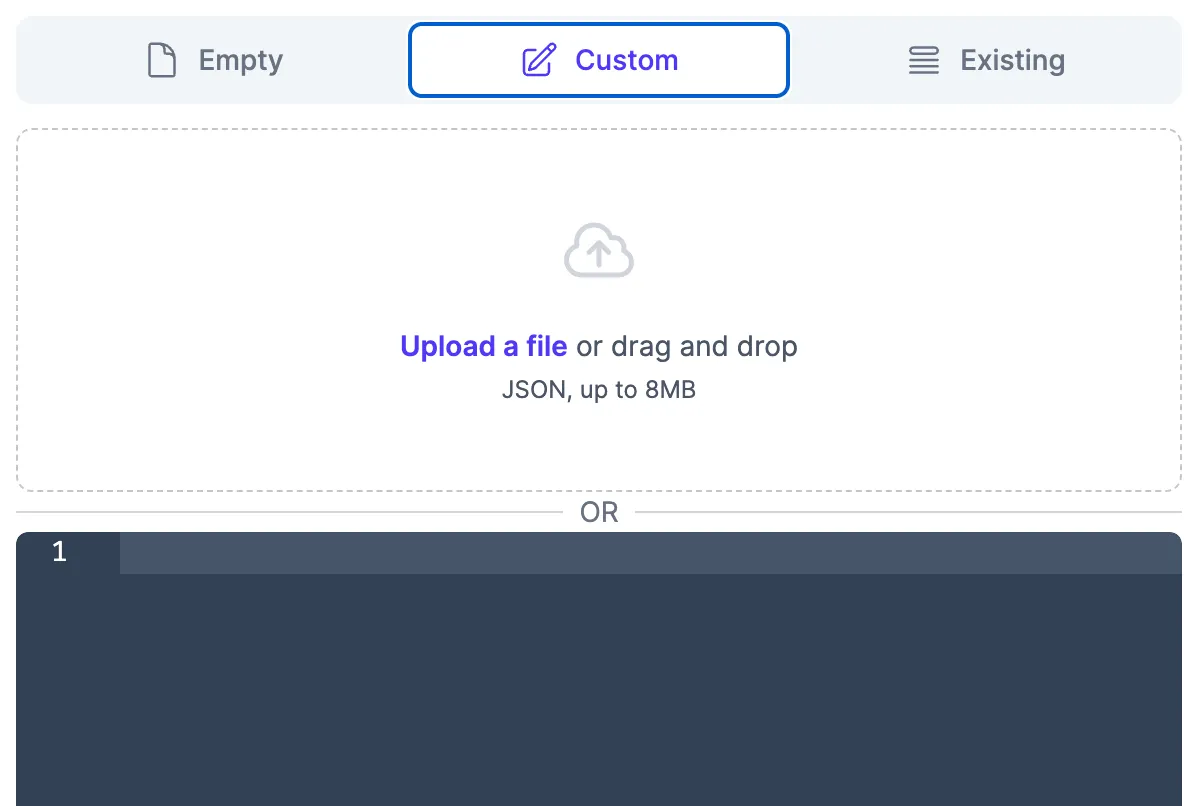 Empty Custom Existing
Upload a file or drag and drop
JSON, up to 8MB
OR
1